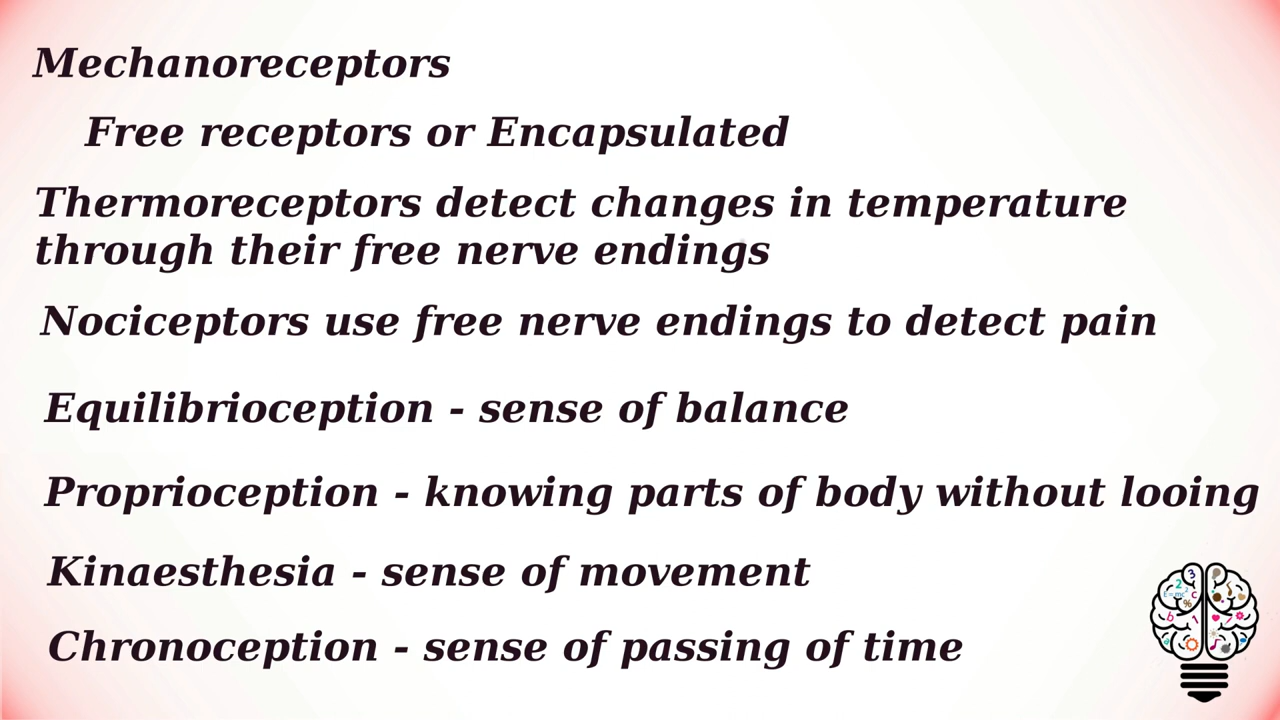 Mechanoreceptors
Free receptors or Encapsulated
Thermoreceptors detect changes in temperature
through their free nerve endings
Nociceptors use free nerve endings to detect pain
Equilibrioception - sense of balance
Proprioception - knowing parts of body without looing
Kinaesthesia - sense of movement
Chronoception - sense of passing of time